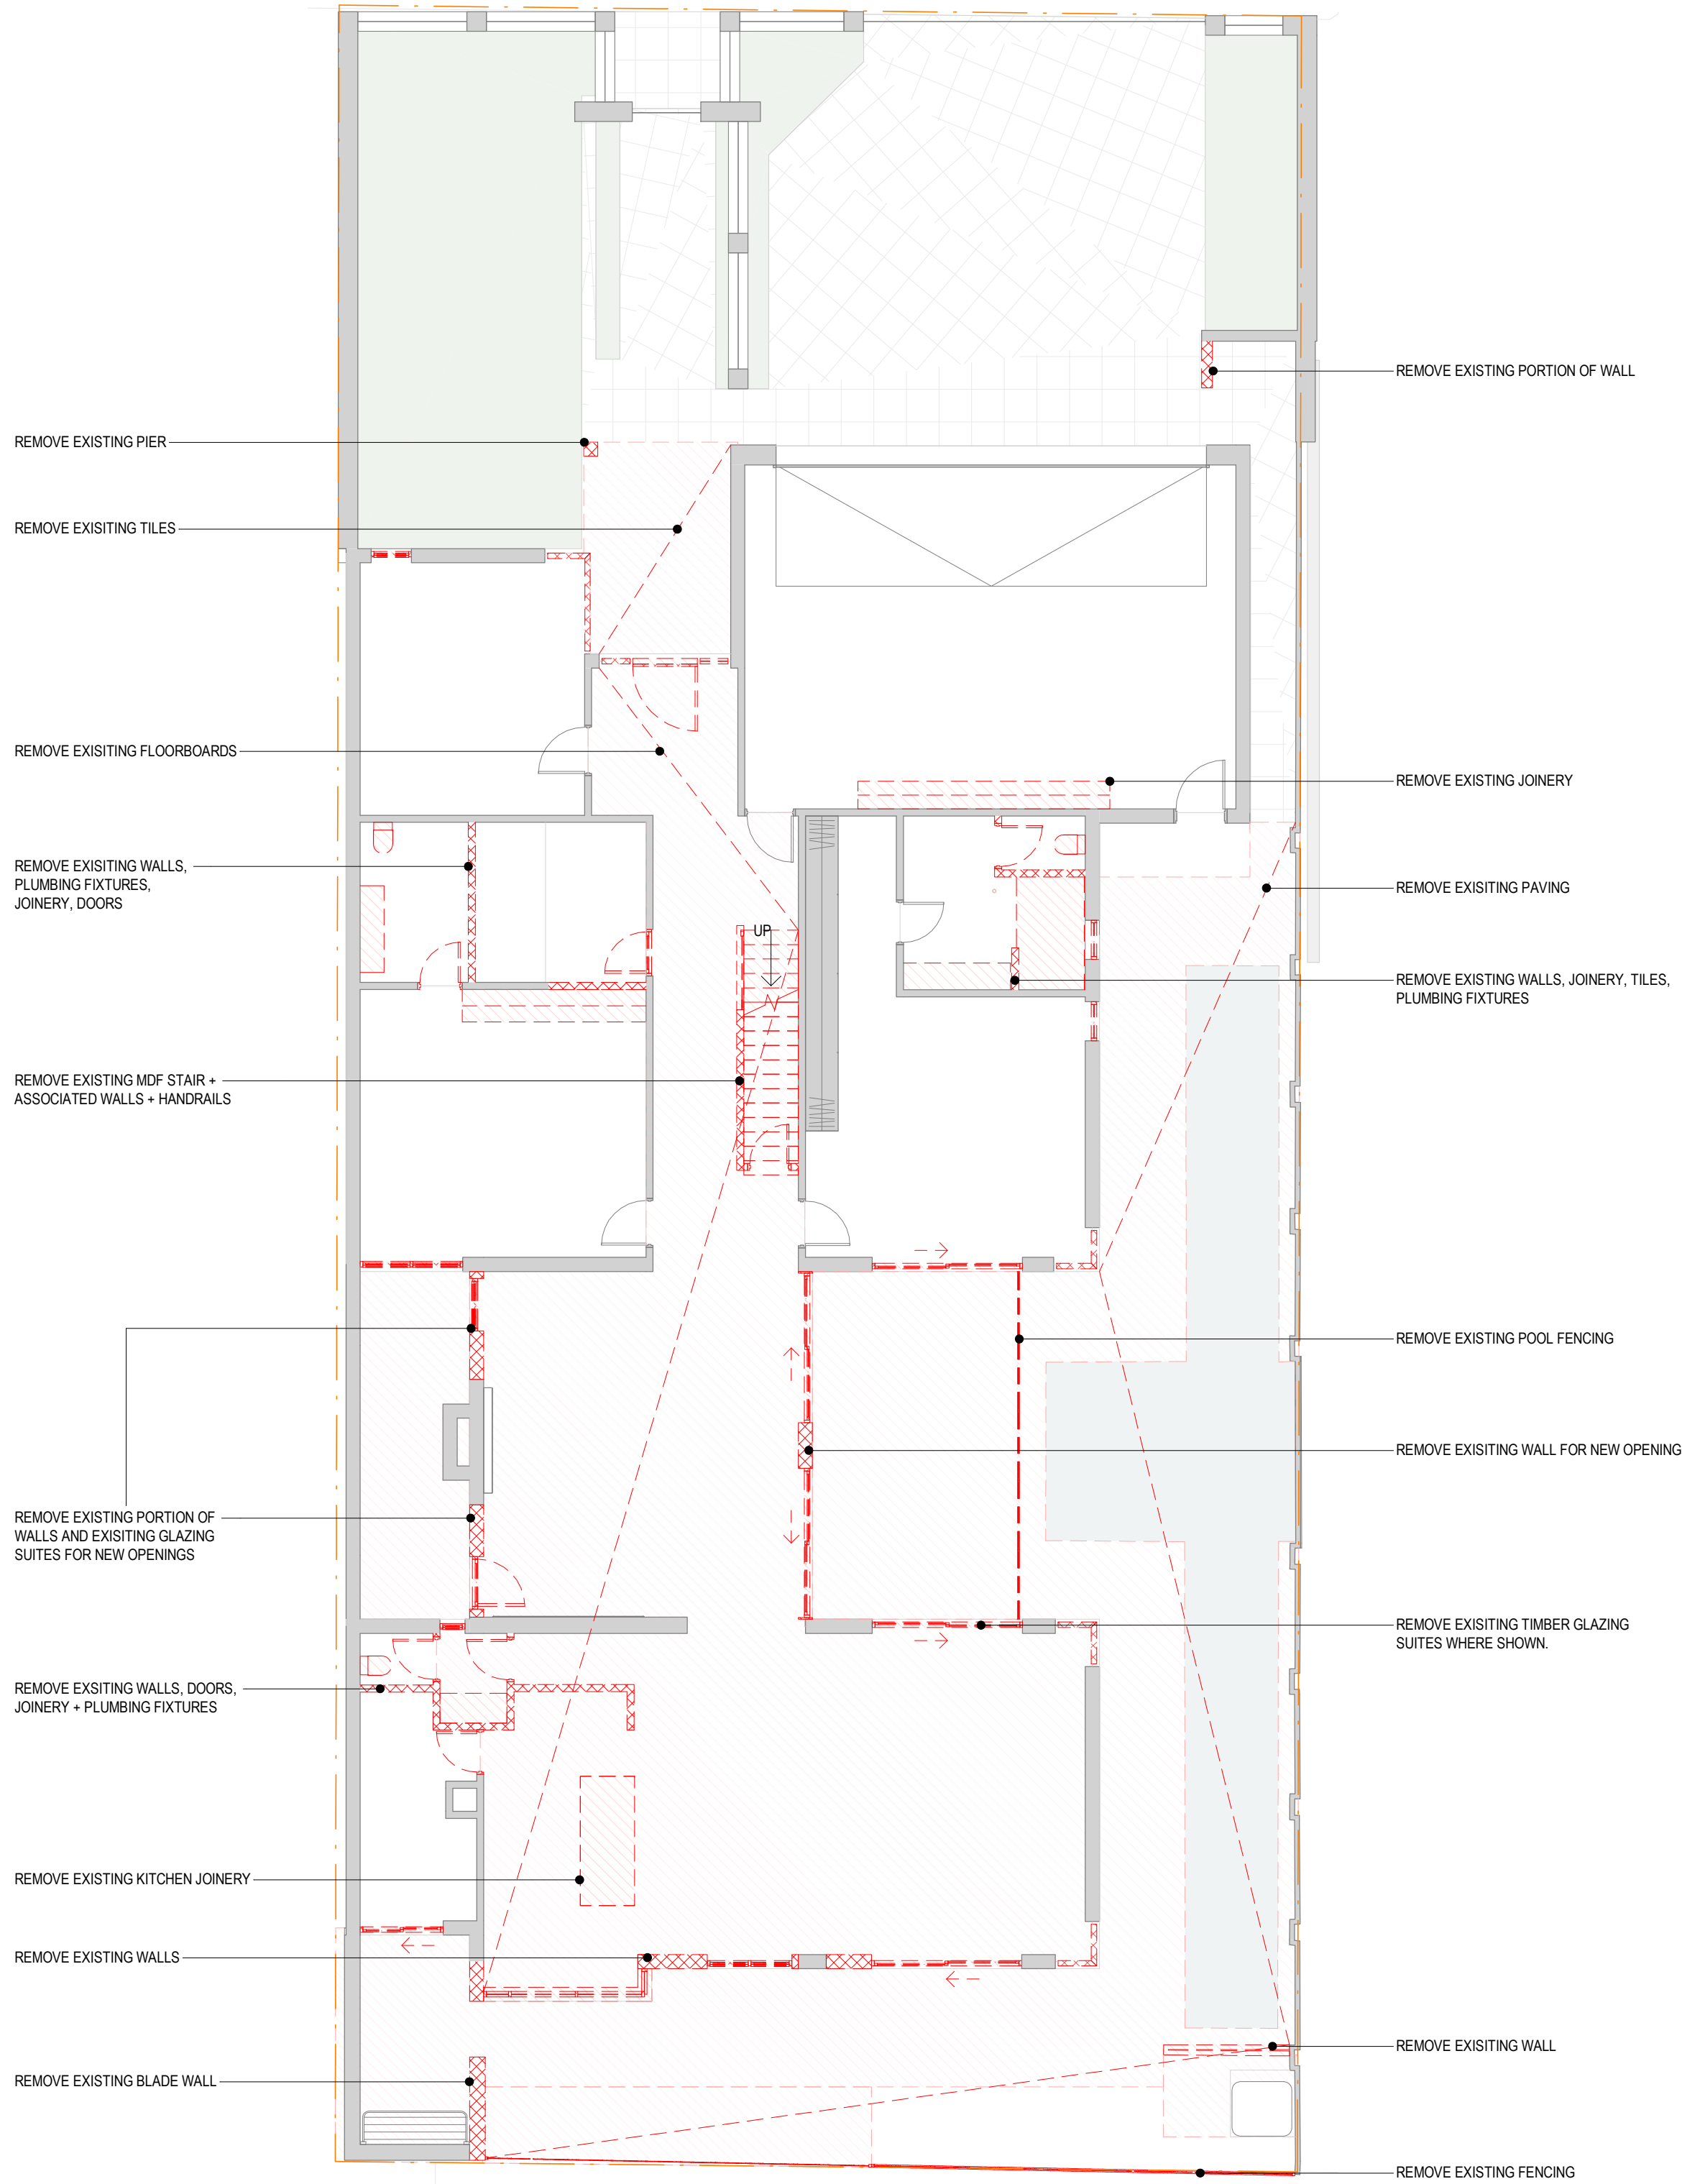 REMOVE EXISTING PORTION OF WALL
REMOVE EXISTING PIER
REMOVE EXISITING TILES
REMOVE EXISITING FLOORBOARDS
REMOVE EXISTING JOINERY
REMOVE EXISITING WALLS,
PLUMBING FIXTURES,
JOINERY, DOORS
REMOVE EXISITING PAVING
UP
REMOVE EXISTING WALLS, JOINERY, TILES,
PLUMBING FIXTURES
REMOVE EXISTING MDF STAIR +
ASSOCIATED WALLS + HANDRAILS
REMOVE EXISTING POOL FENCING
REMOVE EXISITING WALL FOR NEW OPENING
REMOVE EXISTING PORTION OF
WALLS AND EXISITING GLAZING
SUITES FOR NEW OPENINGS
REMOVE EXISITING TIMBER GLAZING
SUITES WHERE SHOWN.
REMOVE EXSITING WALLS, DOORS,
JOINERY + PLUMBING FIXTURES
REMOVE EXISTING KITCHEN JOINERY
REMOVE EXISTING WALLS
REMOVE EXISITING WALL
REMOVE EXISTING BLADE WALL
REMOVE EXISTING FENCING